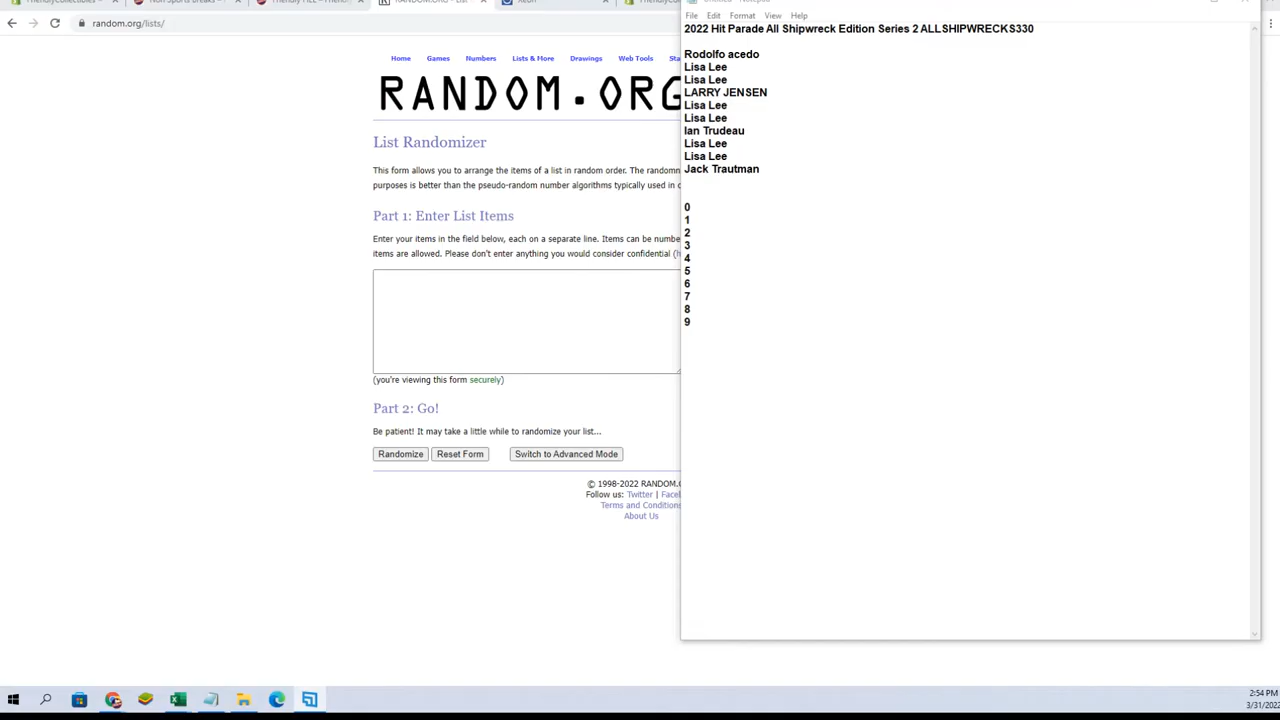 random.org/lists/
Home Games Numbers Lists & More Drawings Web Tools
RANDOM.ORG
List Randomizer
This form allows you to arrange the items of a list in random order. The
purposes is better than the pseudo-random number algorithms typically used in
Part 1: Enter List Items
Enter your items in the field below, each on a separate line. Items can be
items are allowed. Please don't enter anything you would consider confidential
(you're viewing this form securely)
Part 2: Go!
Be patient! It may take a little while to randomize your list...
Randomize Reset Form Switch to Advanced Mode
© 1998-2022 RANDOM.O
Follow us: Twitter |
Terms and Conditions
About Us
File Edit Format View Help
2022 Hit Parade All Shipwreck Edition Series 2 ALLSHIPWRECKS330
Rodolfo acedo
Lisa Lee
Lisa Lee
LARRY JENSEN
Lisa Lee
Lisa Lee
Ian Trudeau
Lisa Lee
Lisa Lee
Jack Trautman
0
1
2
3
4
5
6
7
8
9
2:54 PM
3/31/202